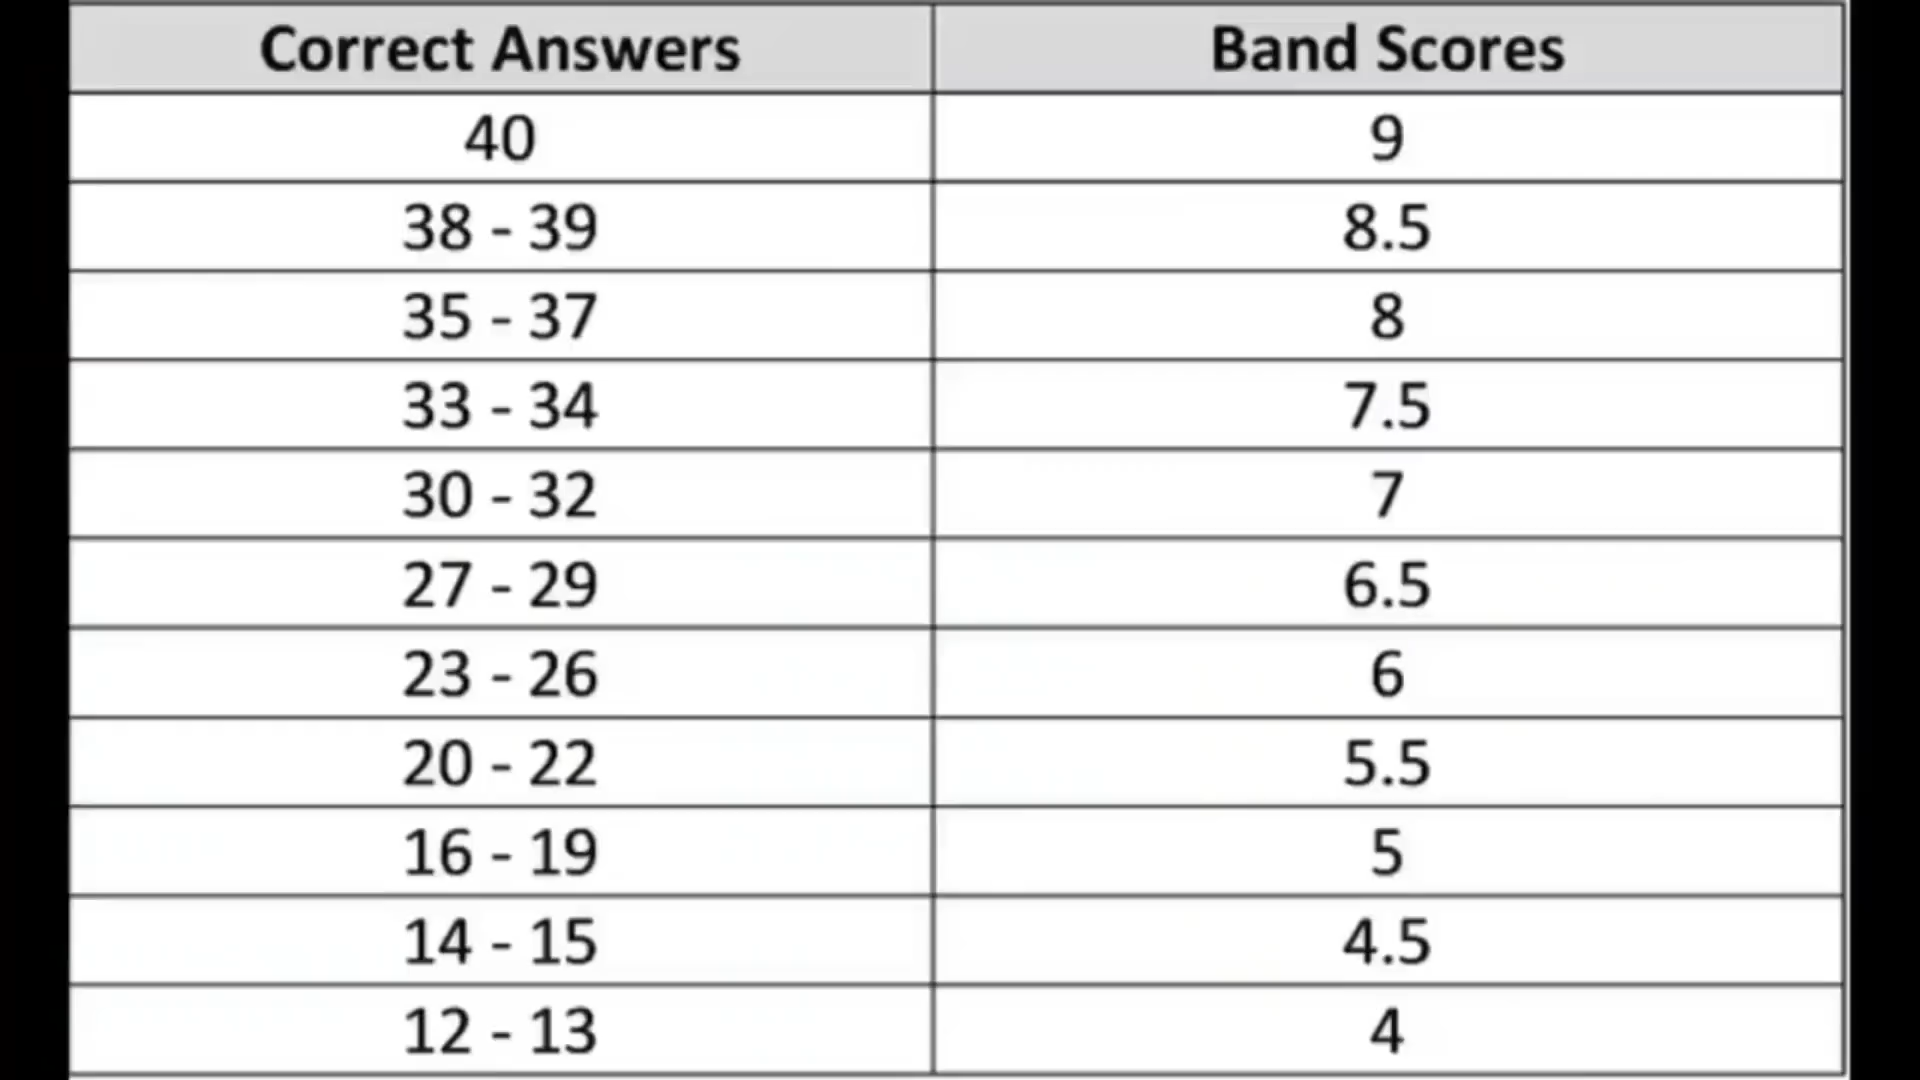 Correct Answers Band Scores
40 9
38 - 39 8.5
35 - 37 8
33 - 34 7.5
30 - 32 7
27 - 29 6.5
23 - 26 6
20 - 22 5.5
16 - 19 5
14 - 15 4.5
12 - 13 4